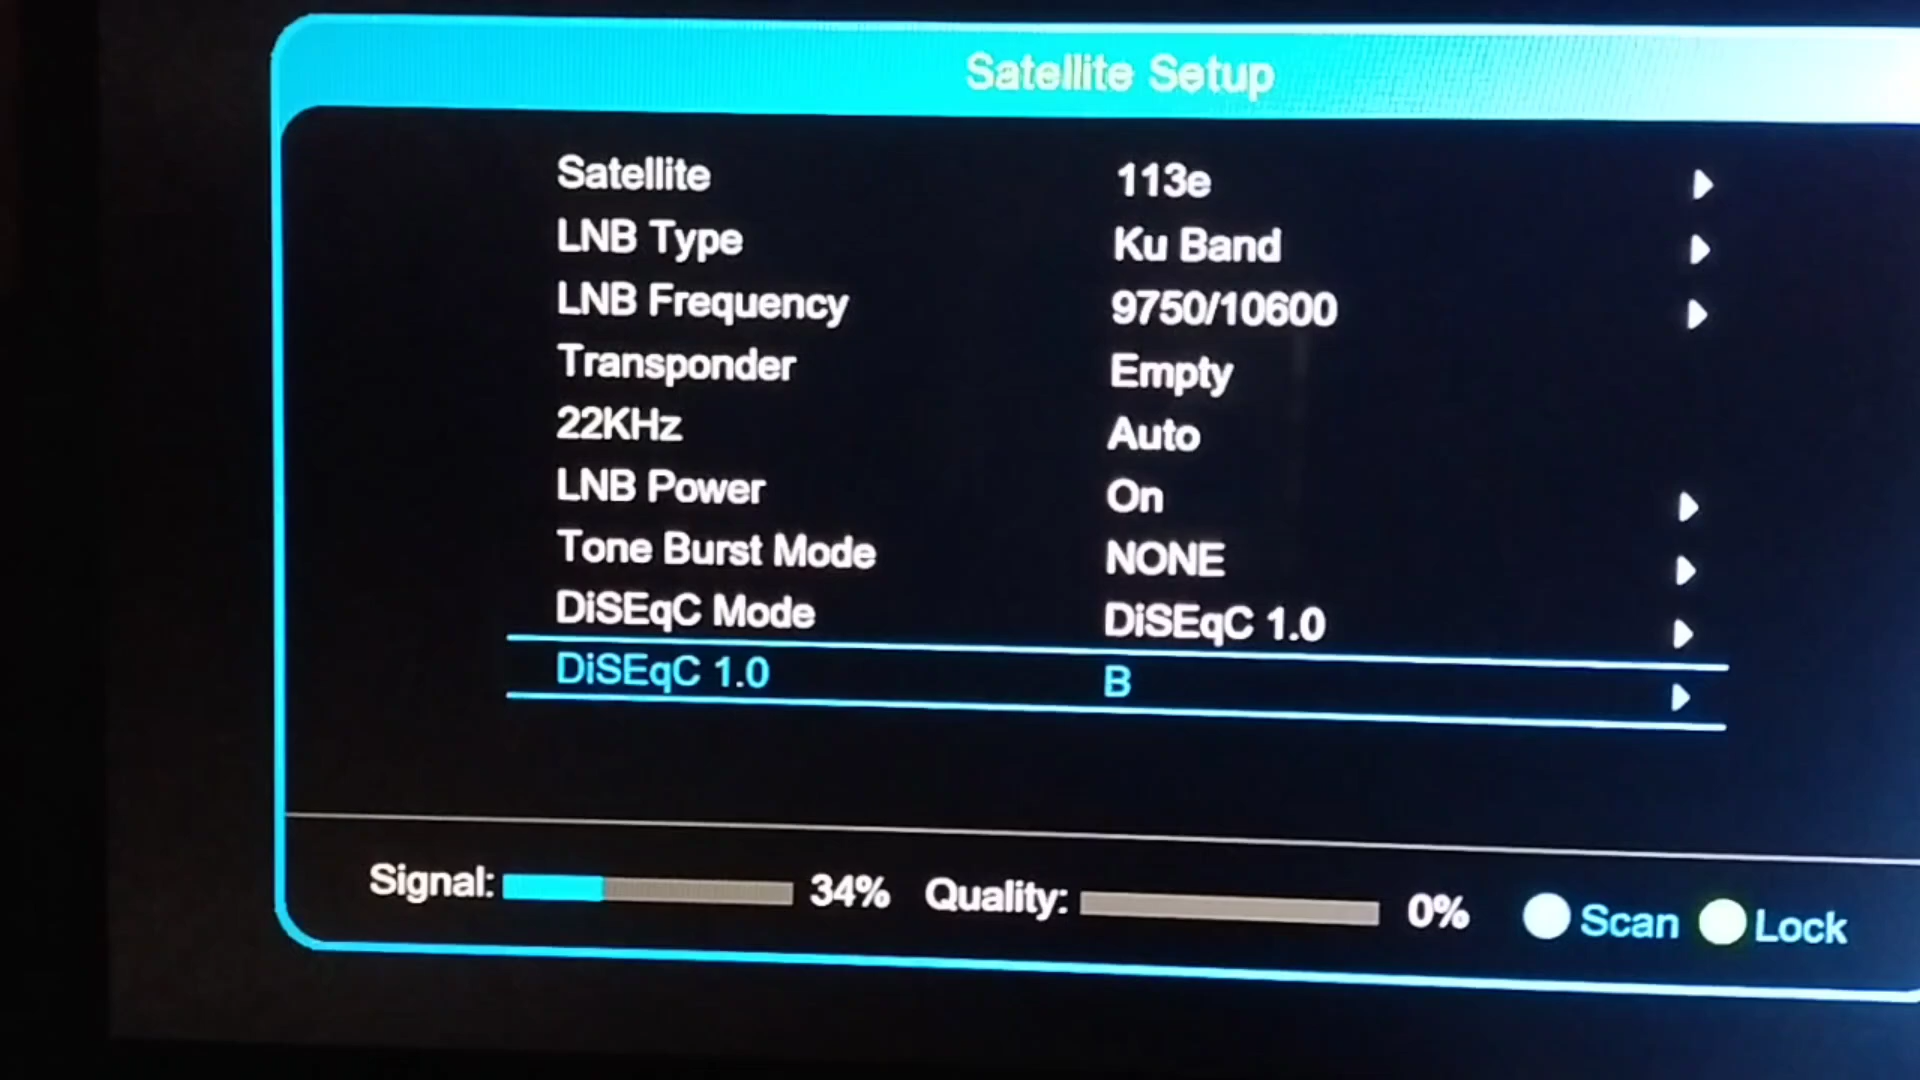 Satellite Setup
Satellite 113e
LNB Type Ku Band
LNB Frequency 9750/10600
Transponder Empty
22KHz Auto
LNB Power On
Tone Burst Mode NONE
DiSEqC Mode DiSEqC 1.0
DiSEqC 1.0 B
Signal: 34% Quality: 0% Scan Lock